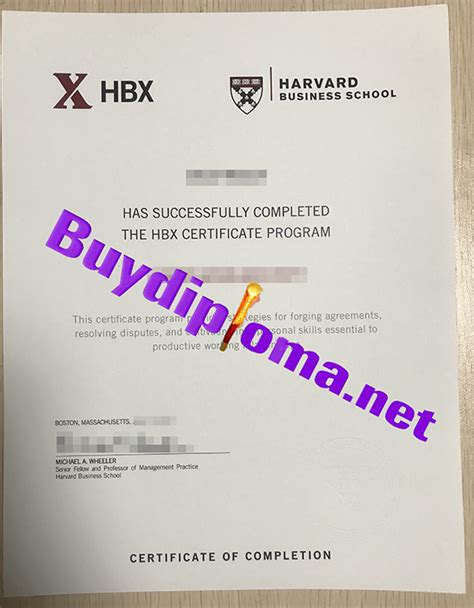 X HBX
HARVARD
BUSINESS SCHOOL
HAS SUCCESSFULLY COMPLETED
THE HBX CERTIFICATE PROGRAM
Buydiploma.net
This certificate program strategies for forging agreements,
resolving disputes, and skills essential to
productive working
BOSTON, MASSACHUSETTS,
MICHAEL A. WHEELER
Senior Fellow and Professor of Management Practice
Harvard Business School
CERTIFICATE OF COMPLETION